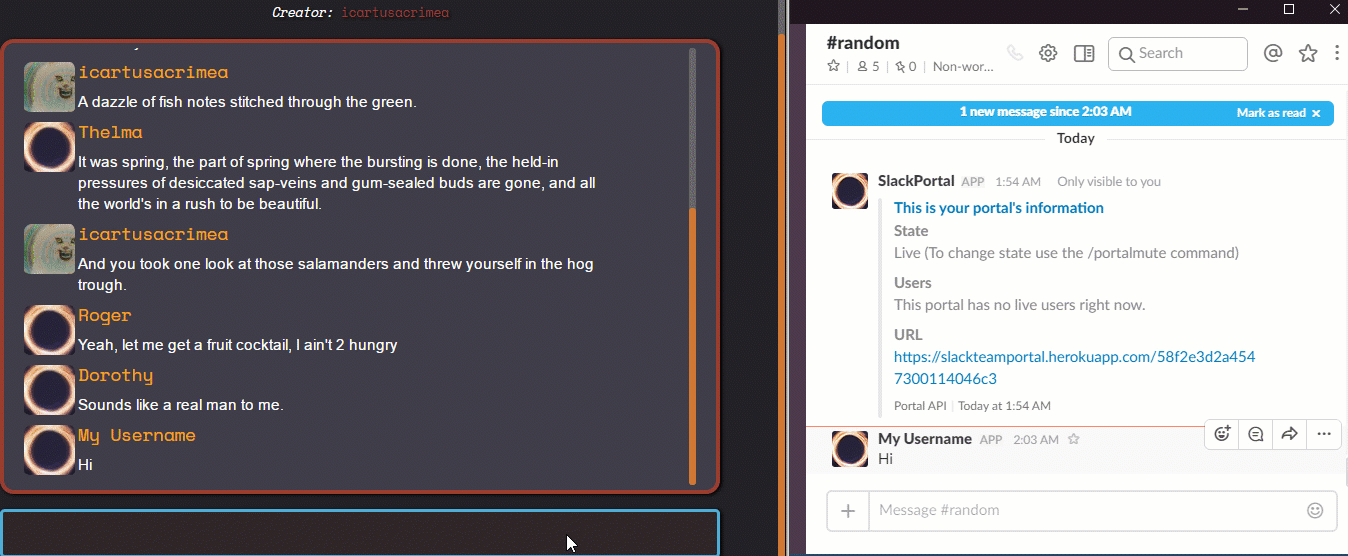 Creator: icartusacrimea
icartusacrimea
A dazzle of fish notes stitched through the green.
Thelma
It was spring, the part of spring where the bursting is done, the held-in
pressures of desiccated sap-veins and gum-sealed buds are gone, and all
the world's in a rush to be beautiful.
icartusacrimea
And you took one look at those salamanders and threw yourself in the hog
trough.
Roger
Yeah, let me get a fruit cocktail, I ain't 2 hungry
Dorothy
Sounds like a real man to me.
My Username
Hi
#random
5 | 0 | Non-wor...
Search
1 new message since 2:03 AM Mark as read
Today
SlackPortal APP 1:54 AM Only visible to you
This is your portal's information
State
Live (To change state use the /portalmute command)
Users
This portal has no live users right now.
URL
https://slackteamportal.herokuapp.com/58f2e3d2a454
7300114046c3
Portal API | Today at 1:54 AM
My Username APP 2:03 AM
Hi
Message #random